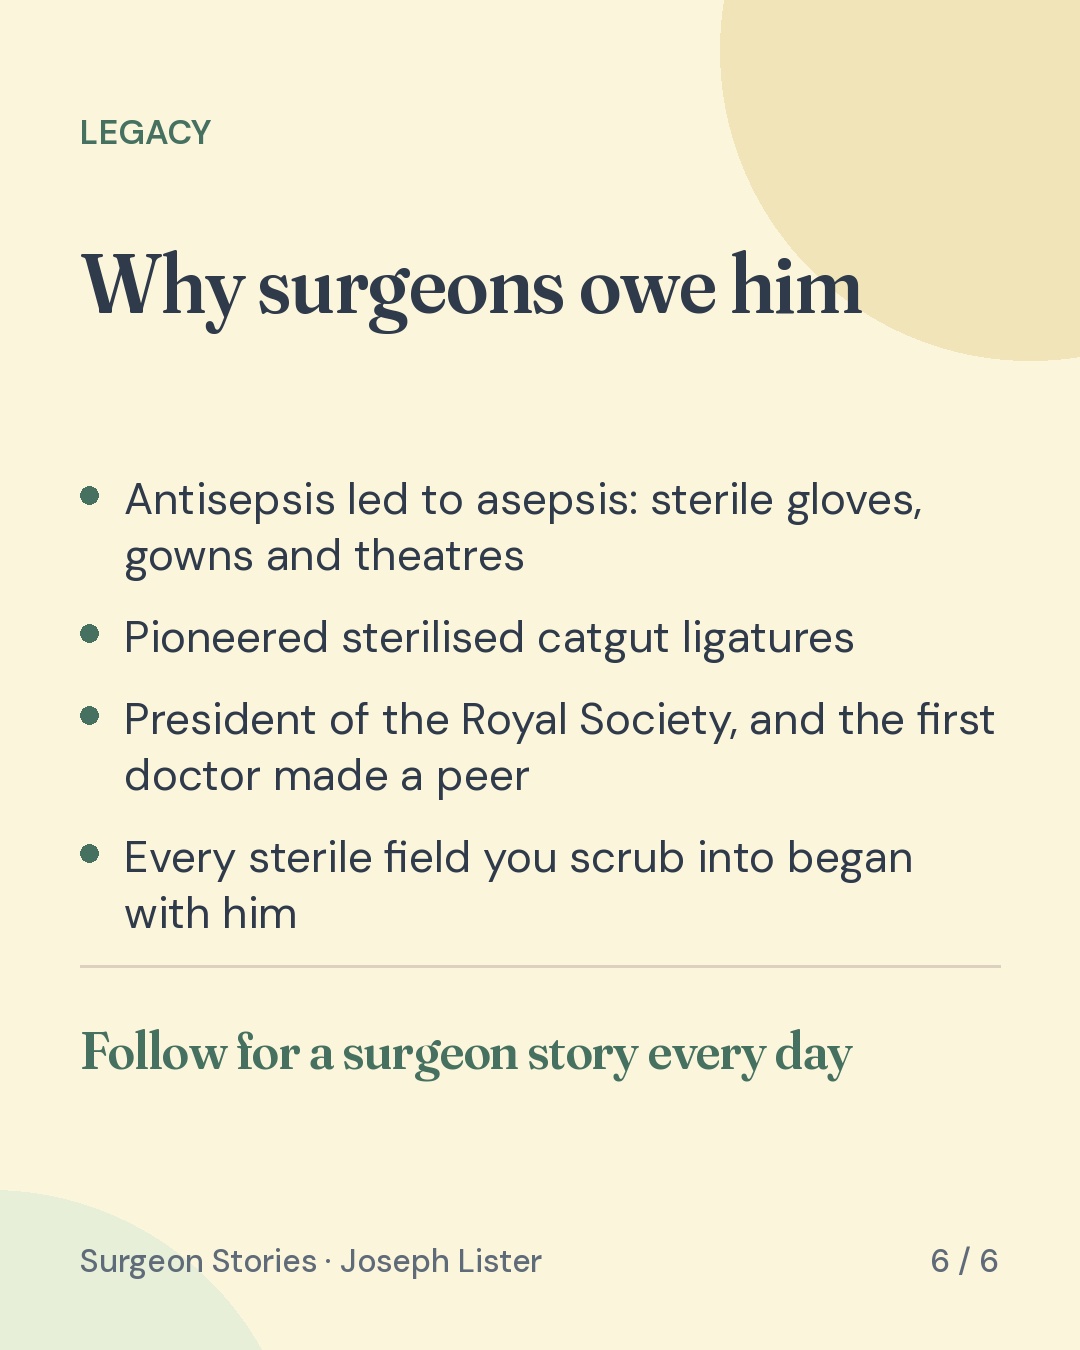 LEGACY
Why surgeons owe him
• Antisepsis led to asepsis: sterile gloves,
gowns and theatres
• Pioneered sterilised catgut ligatures
• President of the Royal Society, and the first
doctor made a peer
• Every sterile field you scrub into began
with him
Follow for a surgeon story every day
Surgeon Stories · Joseph Lister
6 / 6